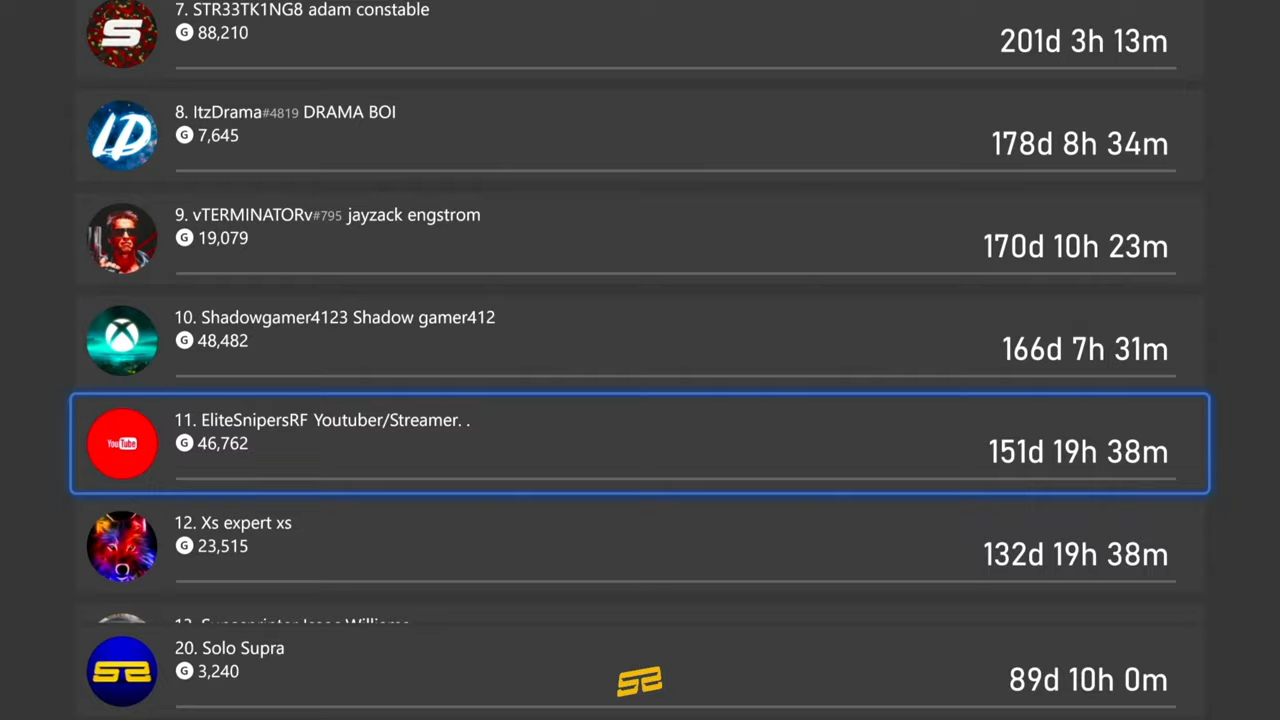 7. STR33TK1NG8 adam constable
G 88,210
201d 3h 13m
8. ItzDrama#4819 DRAMA BOI
G 7,645
178d 8h 34m
9. vTERMINATORv#795 jayzack engstrom
G 19,079
170d 10h 23m
10. Shadowgamer4123 Shadow gamer412
G 48,482
166d 7h 31m
11. EliteSnipersRF Youtuber/Streamer. .
YouTube
G 46,762
151d 19h 38m
12. Xs expert xs
G 23,515
132d 19h 38m
20. Solo Supra
G 3,240
89d 10h 0m